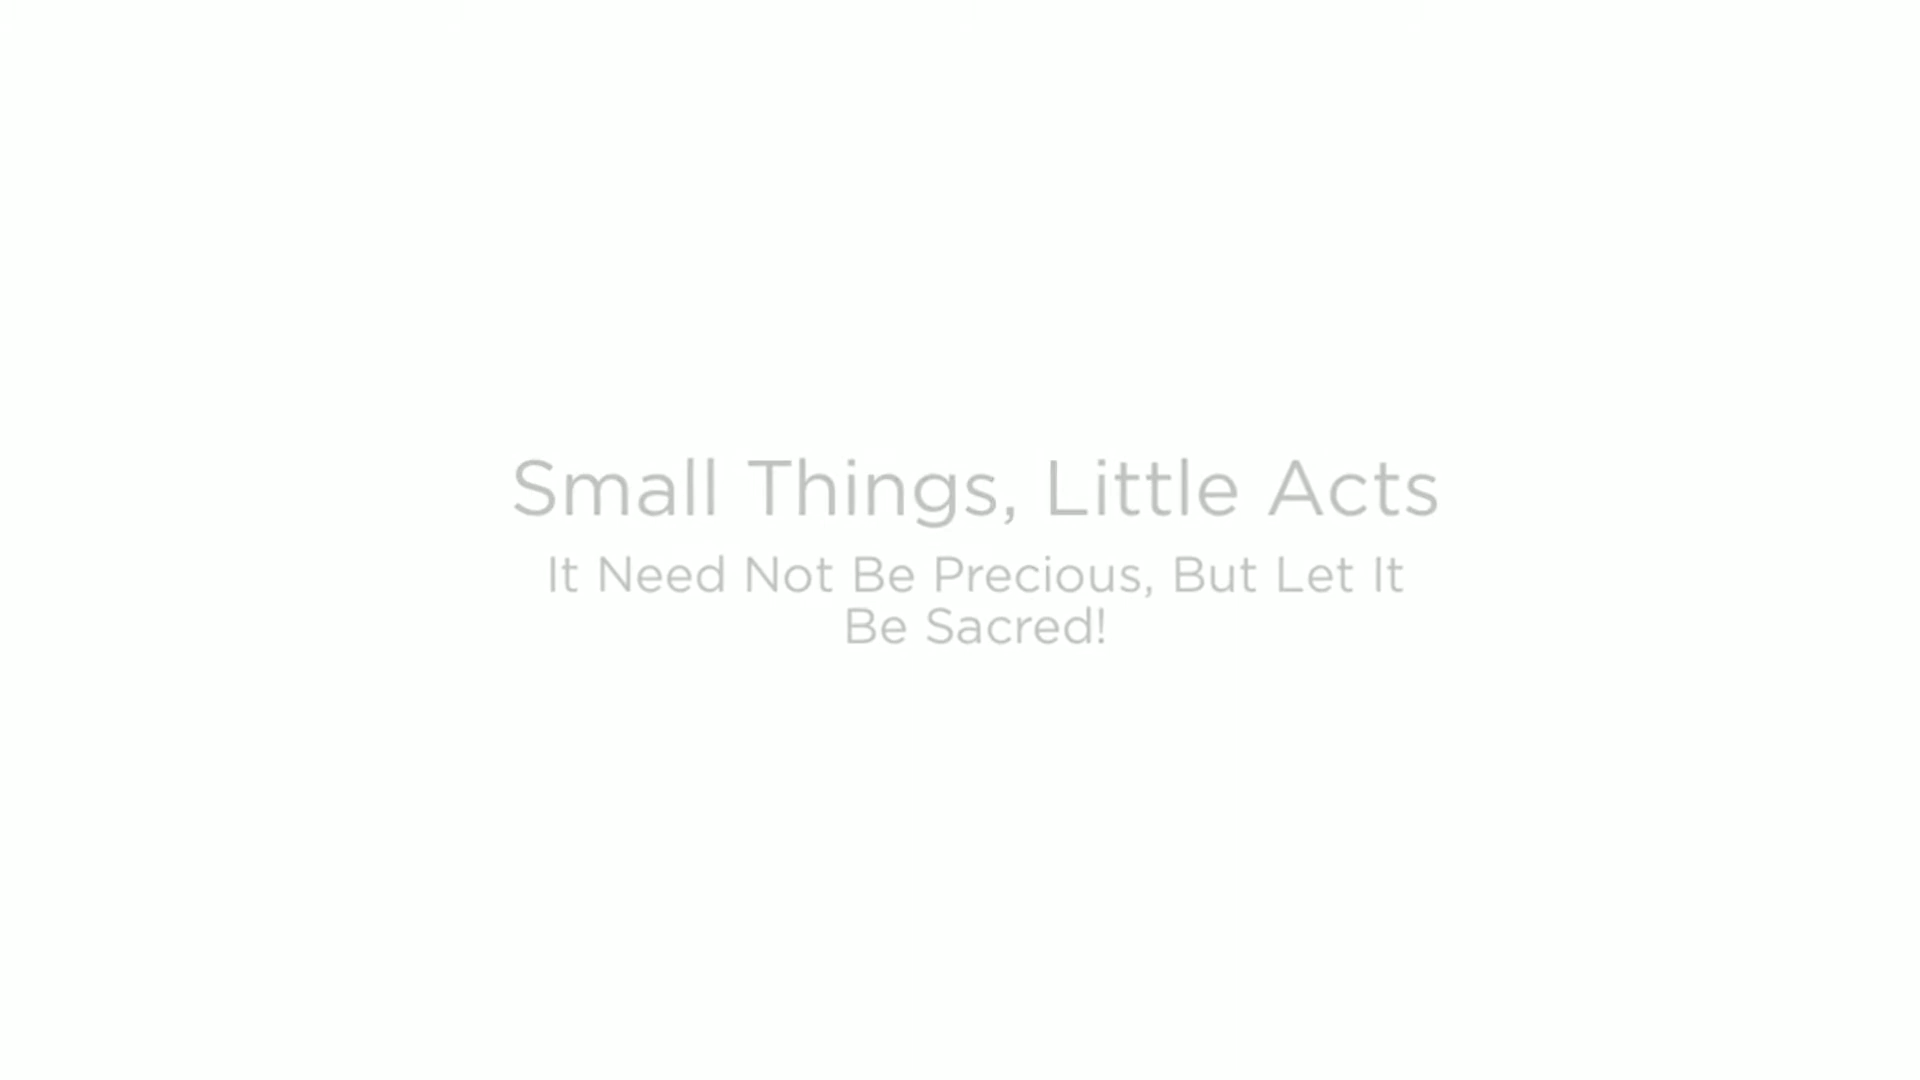 Small Things, Little Acts
It Need Not Be Precious, But Let It
Be Sacred!